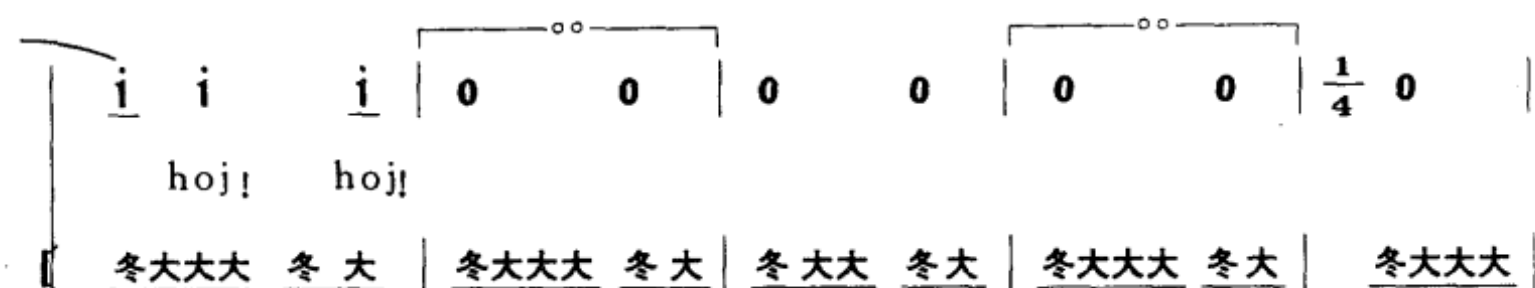 i i i | 0 0 | 0 0 | 0 0 | 1/4 0 |
hoj! hoj!
冬大大大 冬 大 | 冬大大大 冬 大 | 冬 大大 冬 大 | 冬大大大 冬 大 | 冬大大大